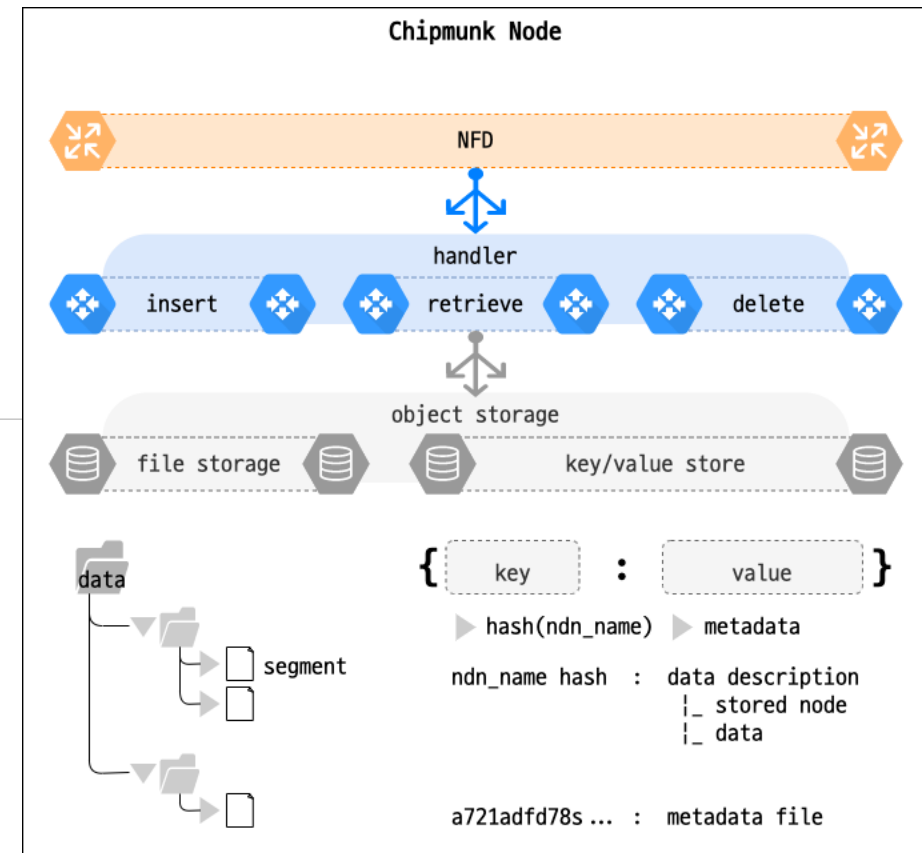 Chipmunk Node
NFD
handler
insert
retrieve
delete
object storage
file storage
key/value store
data
segment
{ key : value }
hash(ndn_name) metadata
ndn_name hash : data description
¦_ stored node
¦_ data
a721adfd78s... : metadata file